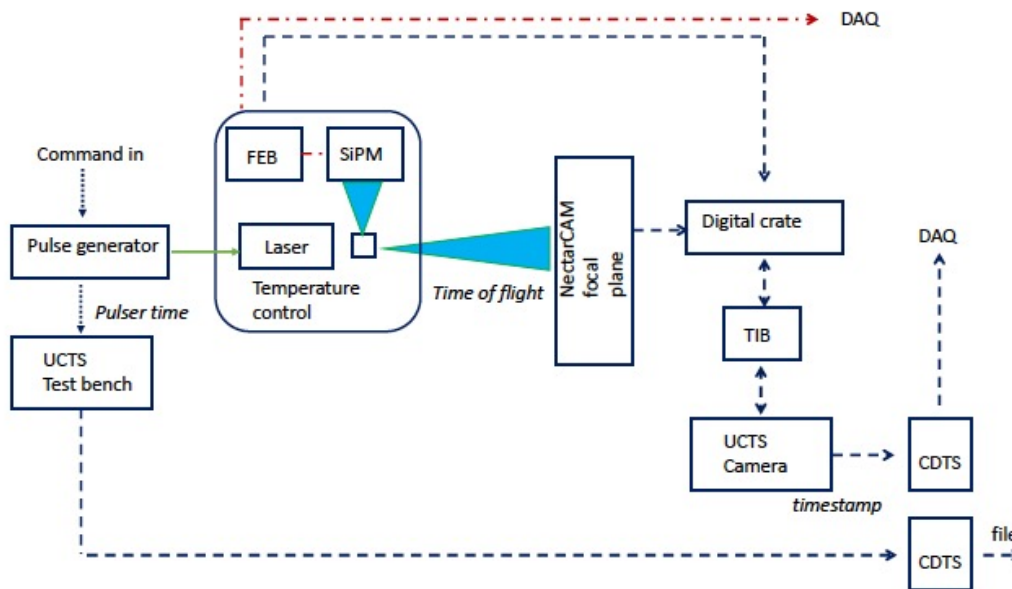 DAQ
Command in
FEB
SiPM
Pulse generator
Laser
Temperature
control
Time of flight
NectarCAM
focal
plane
Digital crate
DAQ
Pulser time
TIB
UCTS
Test bench
UCTS
Camera
CDTS
timestamp
CDTS
file